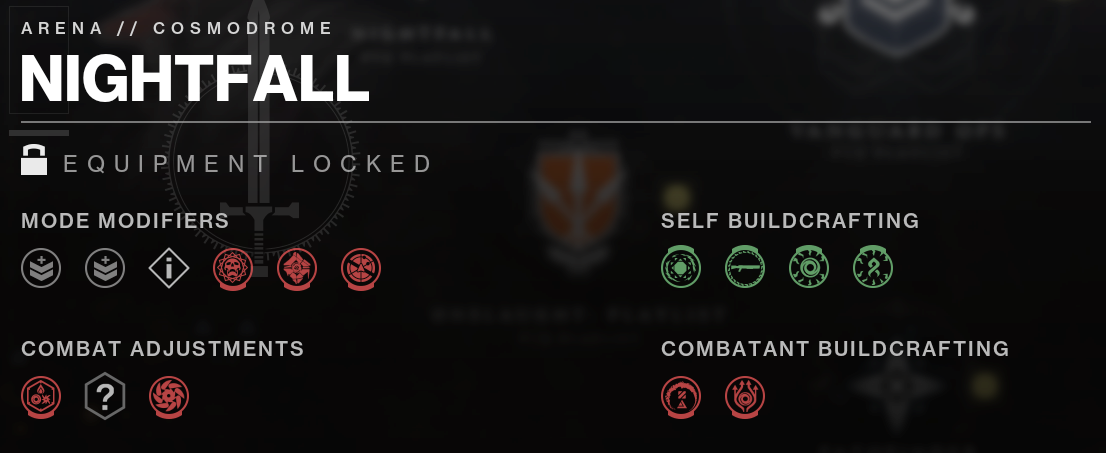 ARENA // COSMODROME
NIGHTFALL
EQUIPMENT LOCKED
MODE MODIFIERS
SELF BUILDCRAFTING
COMBAT ADJUSTMENTS
?
COMBATANT BUILDCRAFTING